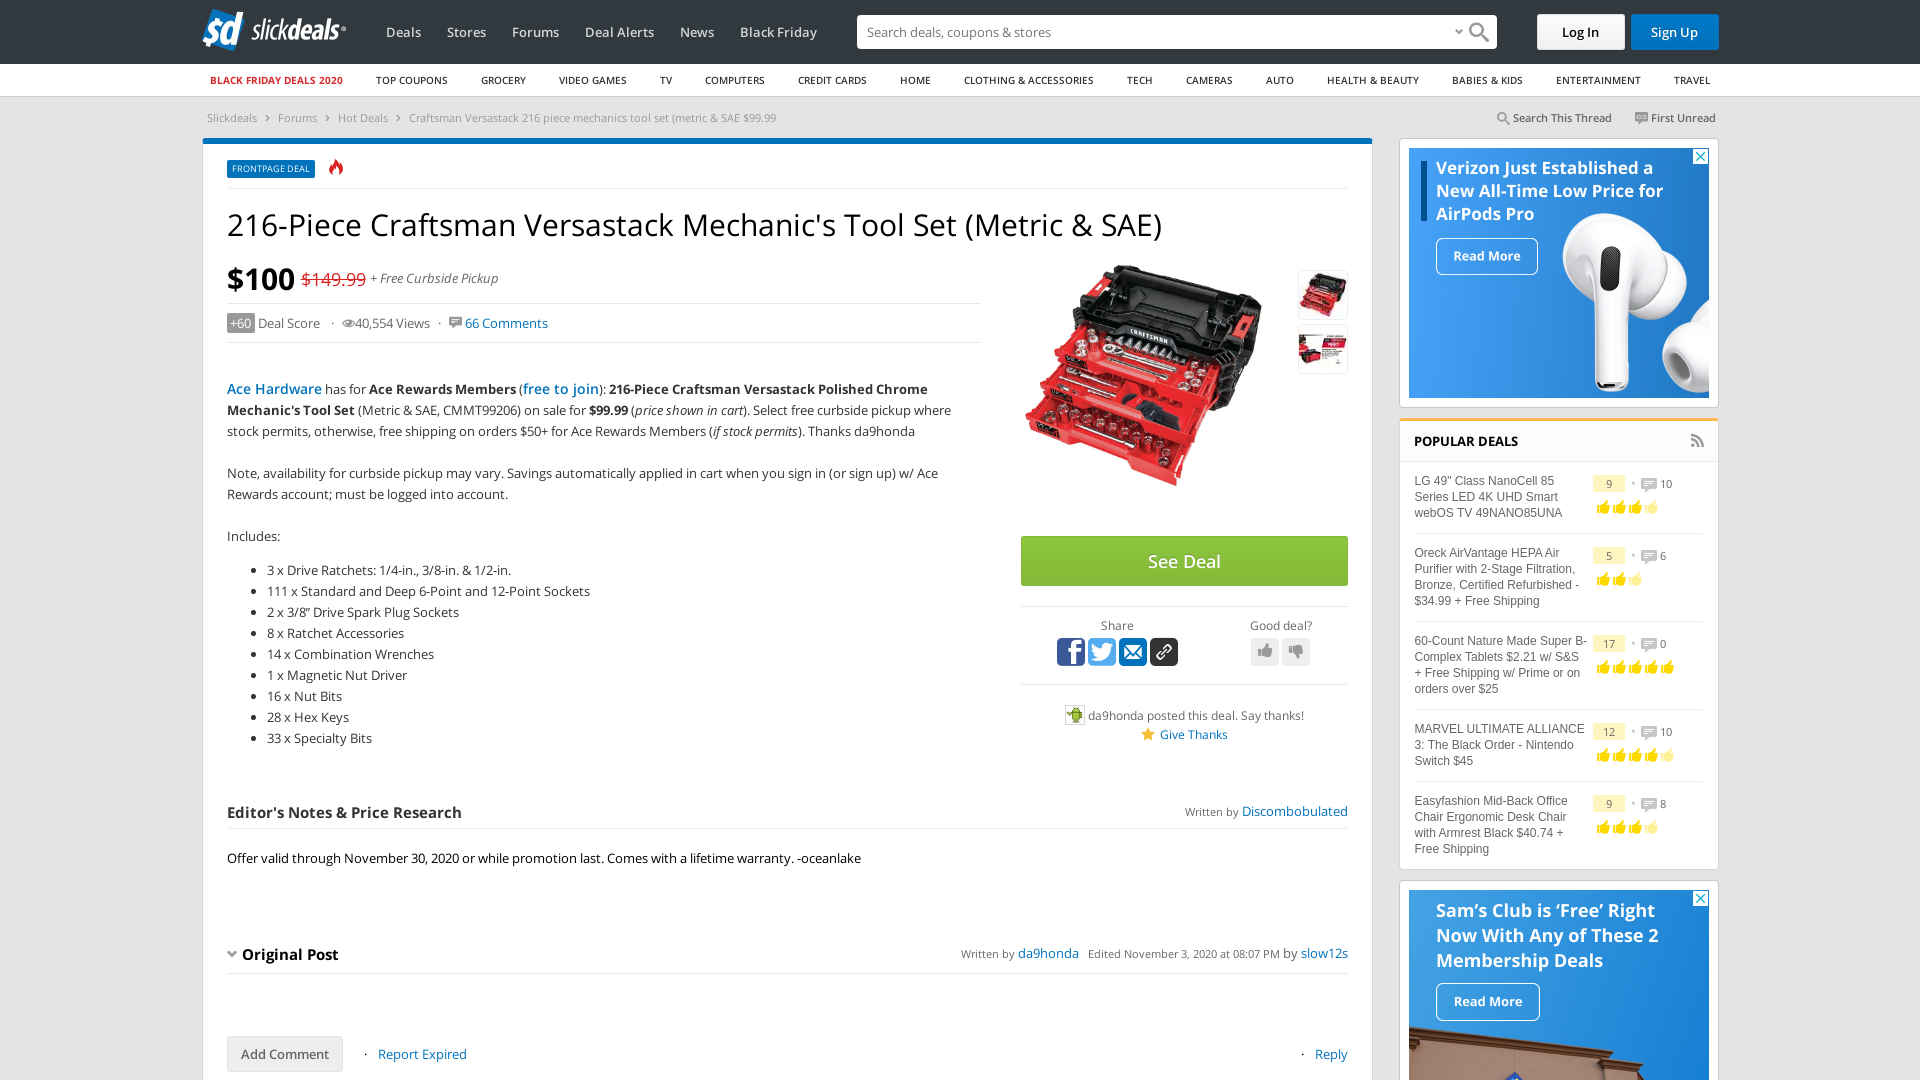 slickdeals
Deals
Stores
Forums
Deal Alerts
News
Black Friday
Search deals, coupons & shopping
Log In
Sign Up
BLACK FRIDAY DEALS 2020
TOP COUPONS
GROCERY
VIDEO GAMES
TV
COMPUTERS
CREDIT CARDS
HOME
CLOTHING & ACCESSORIES
TECH
CAMERAS
AUTO
HEALTH & BEAUTY
BABIES & KIDS
ENTERTAINMENT
TRAVEL
Slickdeals > Forums > Hot Deals > Craftsman Versastack 216 piece mechanics tool set (metric & SAE $99.99
Search This Thread
First Unread
FRONTPAGE DEAL
216-Piece Craftsman Versastack Mechanic's Tool Set (Metric & SAE)
$100 $149.99 + Free Curbside Pickup
+60 Deal Score · 40,554 Views · 66 Comments
Ace Hardware has for Ace Rewards Members (free to join): 216-Piece Craftsman Versastack Polished Chrome
Mechanic's Tool Set (Metric & SAE, CMMT99206) on sale for $99.99 (price shown in cart). Select free curbside pickup where
stock permits, otherwise, free shipping on orders $50+ for Ace Rewards Members (if stock permits). Thanks da9honda
Note, availability for curbside pickup may vary. Savings automatically applied in cart when you sign in (or sign up) w/ Ace
Rewards account; must be logged into account.
Includes:
• 3 x Drive Ratchets: 1/4-in., 3/8-in. & 1/2-in.
• 111 x Standard and Deep 6-Point and 12-Point Sockets
• 2 x 3/8” Drive Spark Plug Sockets
• 8 x Ratchet Accessories
• 14 x Combination Wrenches
• 1 x Magnetic Nut Driver
• 16 x Nut Bits
• 28 x Hex Keys
• 33 x Specialty Bits
CRAFTSMAN
See Deal
Share
Good deal?
da9honda posted this deal. Say thanks!
Give Thanks
Editor's Notes & Price Research
Written by Discombobulated
Offer valid through November 30, 2020 or while promotion last. Comes with a lifetime warranty. -oceanlake
Original Post
Written by da9honda Edited November 3, 2020 at 08:07 PM by slow12s
Add Comment
· Report Expired
· Reply
Verizon Just Established a
New All-Time Low Price for
AirPods Pro
Read More
POPULAR DEALS
LG 49" Class NanoCell 85
Series LED 4K UHD Smart
webOS TV 49NANO85UNA
9 • 10
Oreck AirVantage HEPA Air
Purifier with 2-Stage Filtration,
Bronze, Certified Refurbished -
$34.99 + Free Shipping
5 • 6
60-Count Nature Made Super B-
Complex Tablets $2.21 w/ S&S
+ Free Shipping w/ Prime or on
orders over $25
17 • 0
MARVEL ULTIMATE ALLIANCE
3: The Black Order - Nintendo
Switch $45
12 • 10
Easyfashion Mid-Back Office
Chair Ergonomic Desk Chair
with Armrest Black $40.74 +
Free Shipping
9 • 8
Sam’s Club is ‘Free’ Right
Now With Any of These 2
Membership Deals
Read More